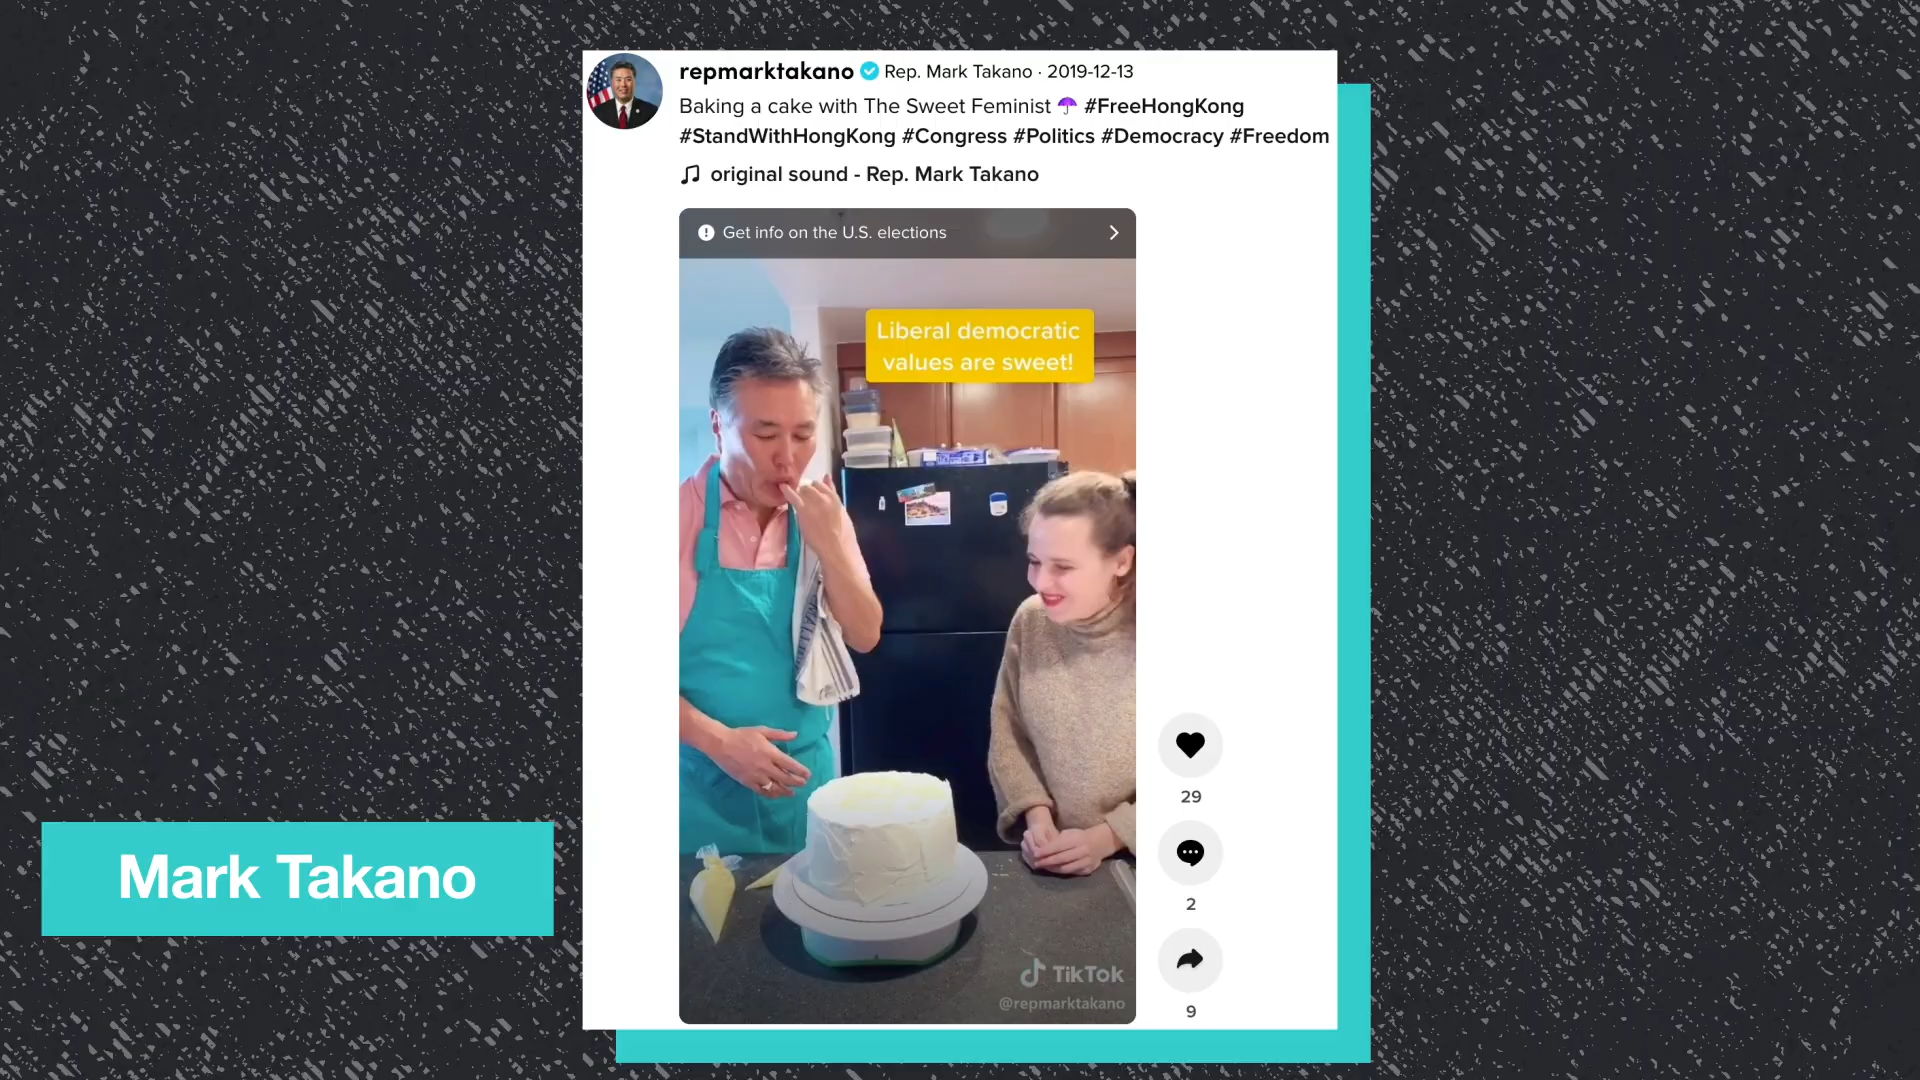 repmarktakano Rep. Mark Takano · 2019-12-13
Baking a cake with The Sweet Feminist ☂ #FreeHongKong
#StandWithHongKong #Congress #Politics #Democracy #Freedom
original sound - Rep. Mark Takano
Get info on the U.S. elections
Liberal democratic
values are sweet!
29
2
9
Mark Takano
TikTok
@repmarktakano